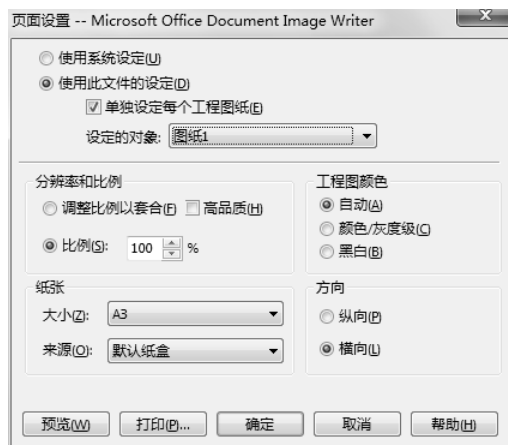 页面设置 -- Microsoft Office Document Image Writer
使用系统设定(U)
使用此文件的设定(D)
单独设定每个工程图纸(E)
设定的对象: 图纸1
分辨率和比例
调整比例以套合(F) 高品质(H)
比例(S): 100 %
工程图颜色
自动(A)
颜色/灰度级(C)
黑白(B)
纸张
大小(Z): A3
来源(O): 默认纸盒
方向
纵向(P)
横向(L)
预览(W) 打印(P)... 确定 取消 帮助(H)